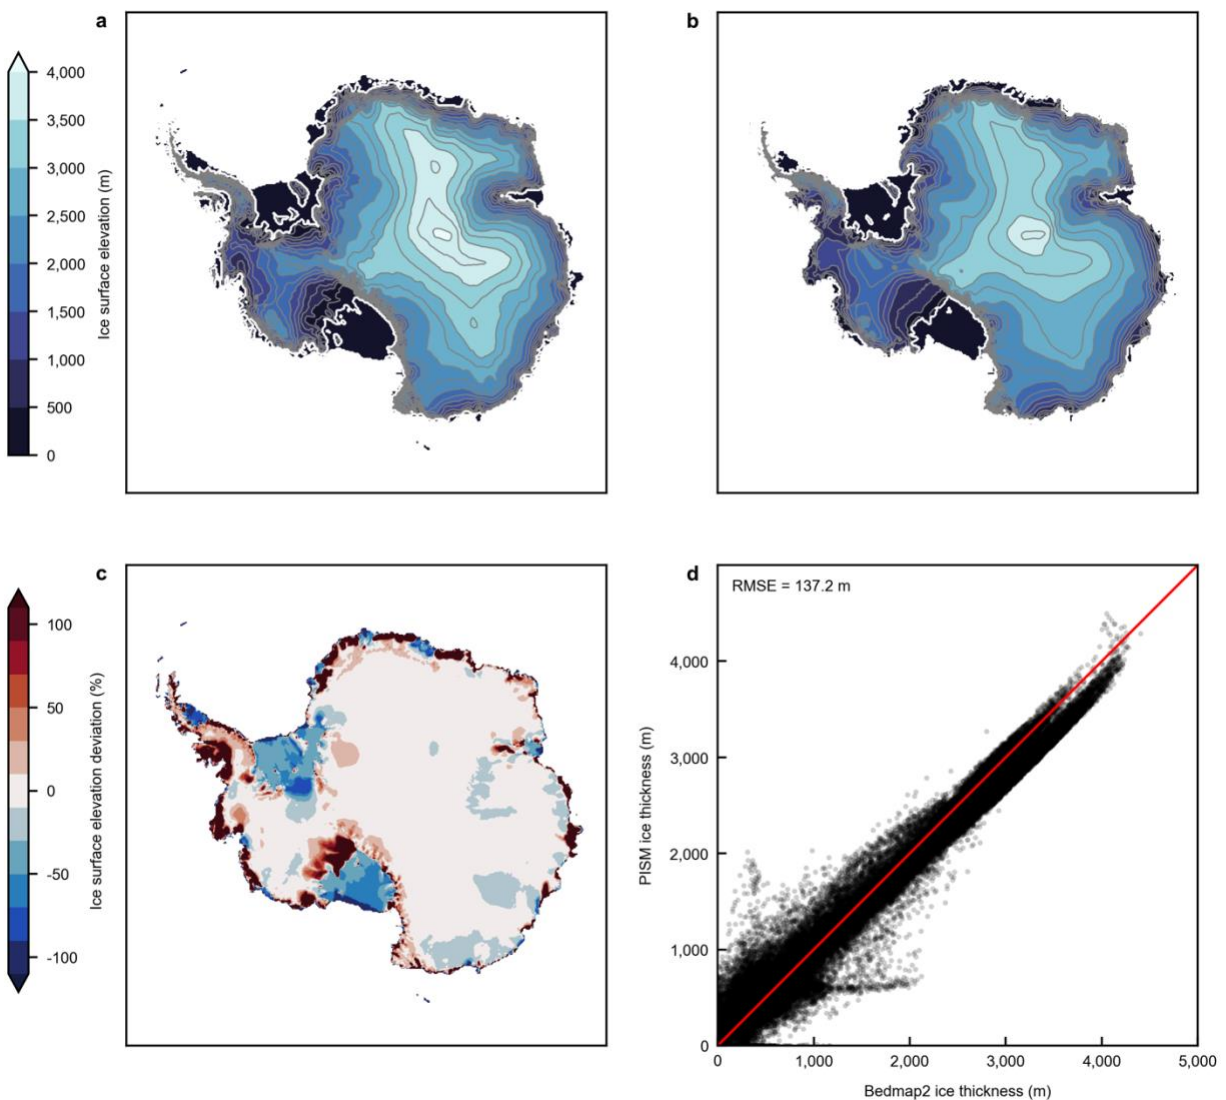 a
b
4,000
3,500
3,000
2,500
2,000
1,500
1,000
500
0
Ice surface elevation (m)
c
d
100
50
0
-50
-100
Ice surface elevation deviation (%)
RMSE = 137.2 m
4,000
3,000
2,000
1,000
0
PISM ice thickness (m)
0
1,000
2,000
3,000
4,000
5,000
Bedmap2 ice thickness (m)